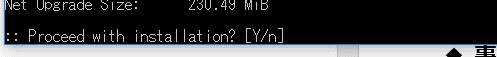 Net Upgrade Size:      230.49 MiB
:: Proceed with installation? [Y/n]
◆